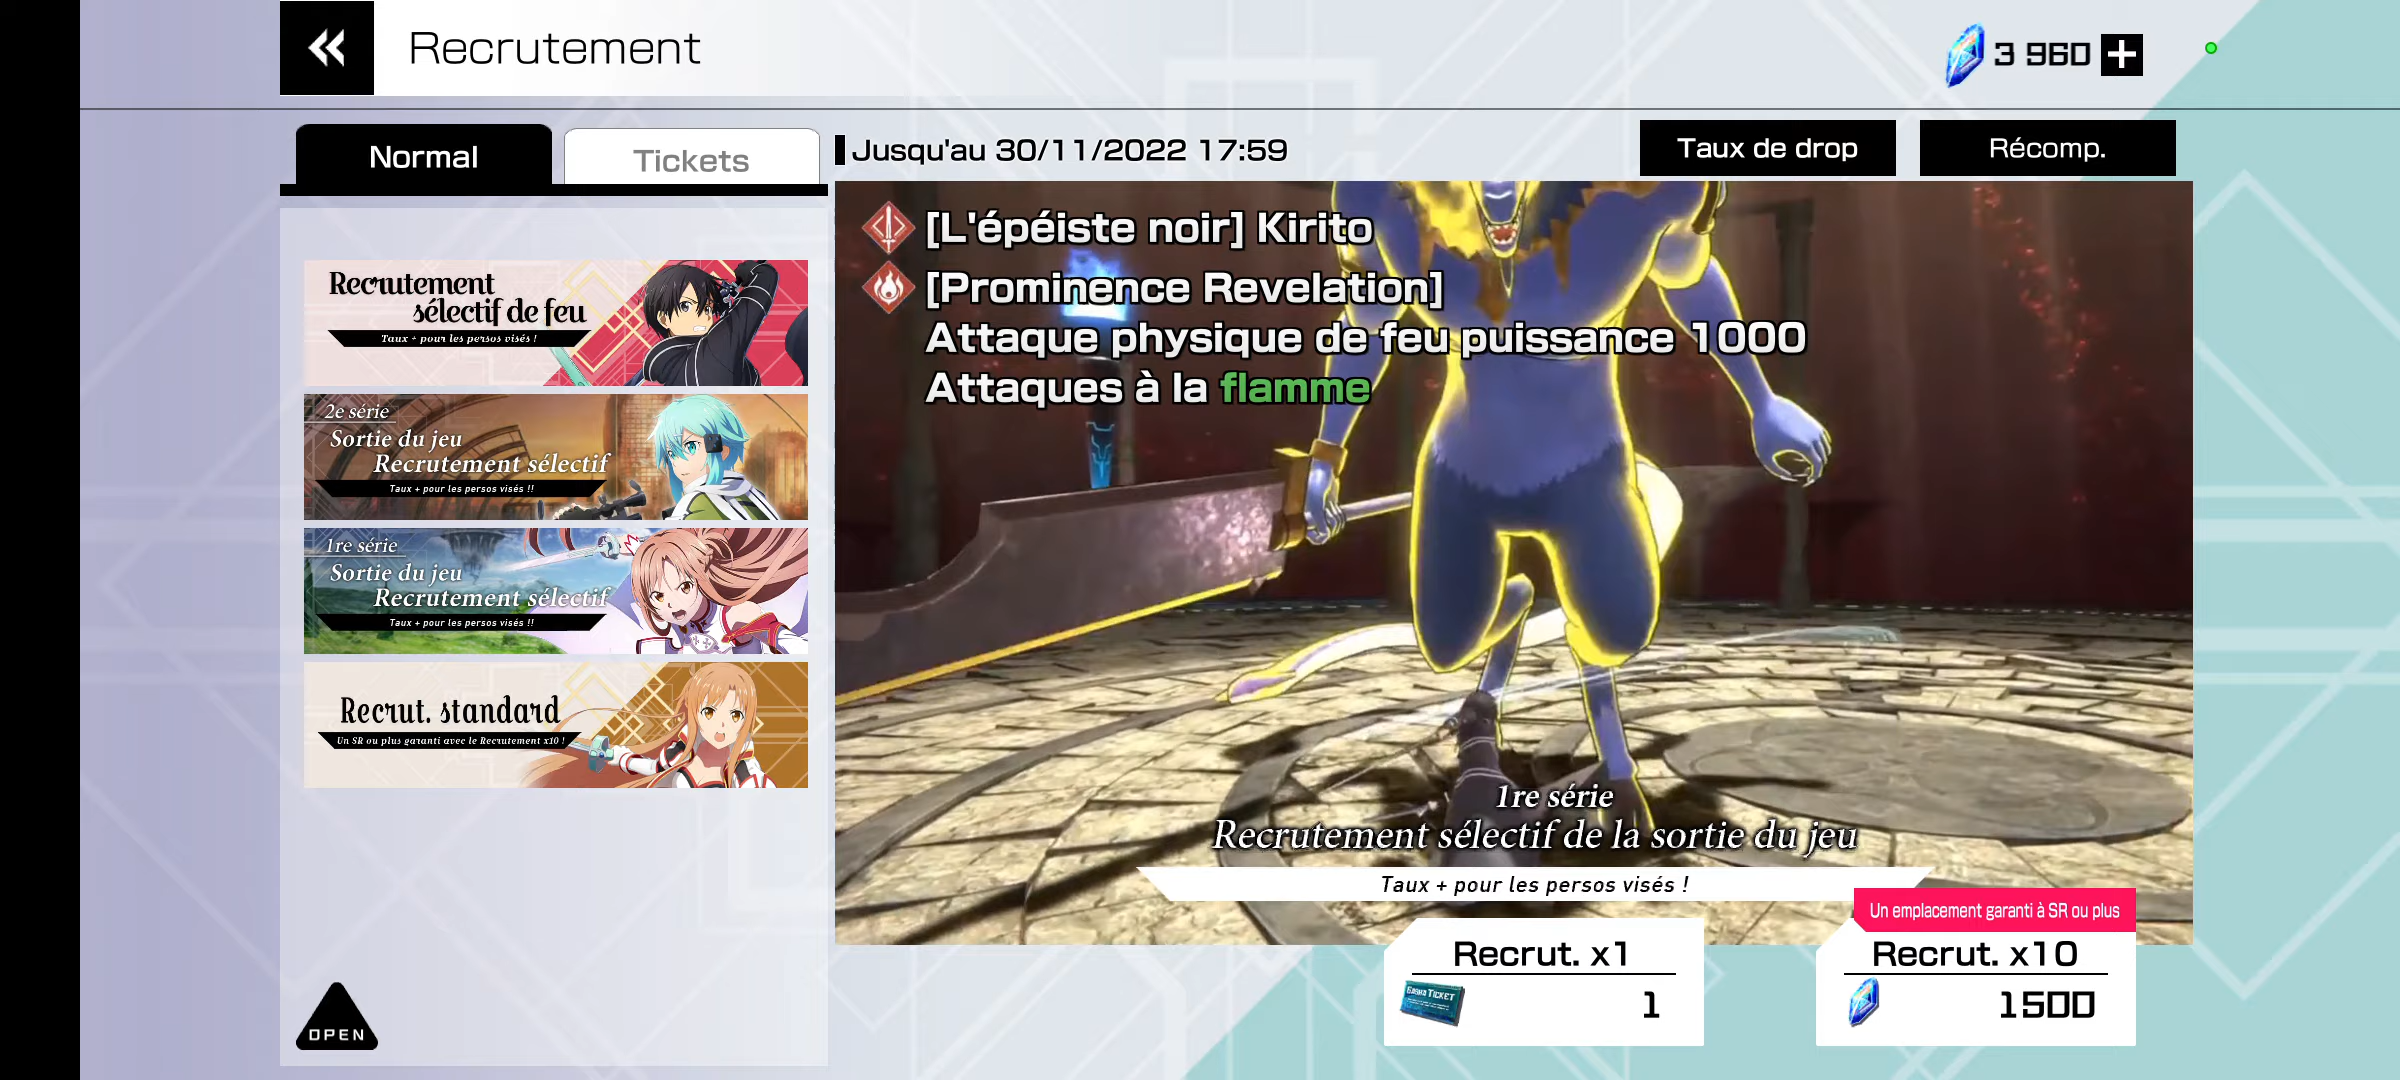 Recrutement
3 960
Normal
Tickets
Jusqu'au 30/11/2022 17:59
Taux de drop
Récomp.
Recrutement
sélectif de feu
Taux + pour les persos visés !
2e série
Sortie du jeu
Recrutement sélectif
Taux + pour les persos visés !!
1re série
Sortie du jeu
Recrutement sélectif
Taux + pour les persos visés !!
Recrut. standard
Un SR ou plus garanti avec le Recrutement x10 !
OPEN
[L'épéiste noir] Kirito
[Prominence Revelation]
Attaque physique de feu puissance 1000
Attaques à la flamme
1re série
Recrutement sélectif de la sortie du jeu
Taux + pour les persos visés !
Recrut. x1
1
Un emplacement garanti à SR ou plus
Recrut. x10
1500